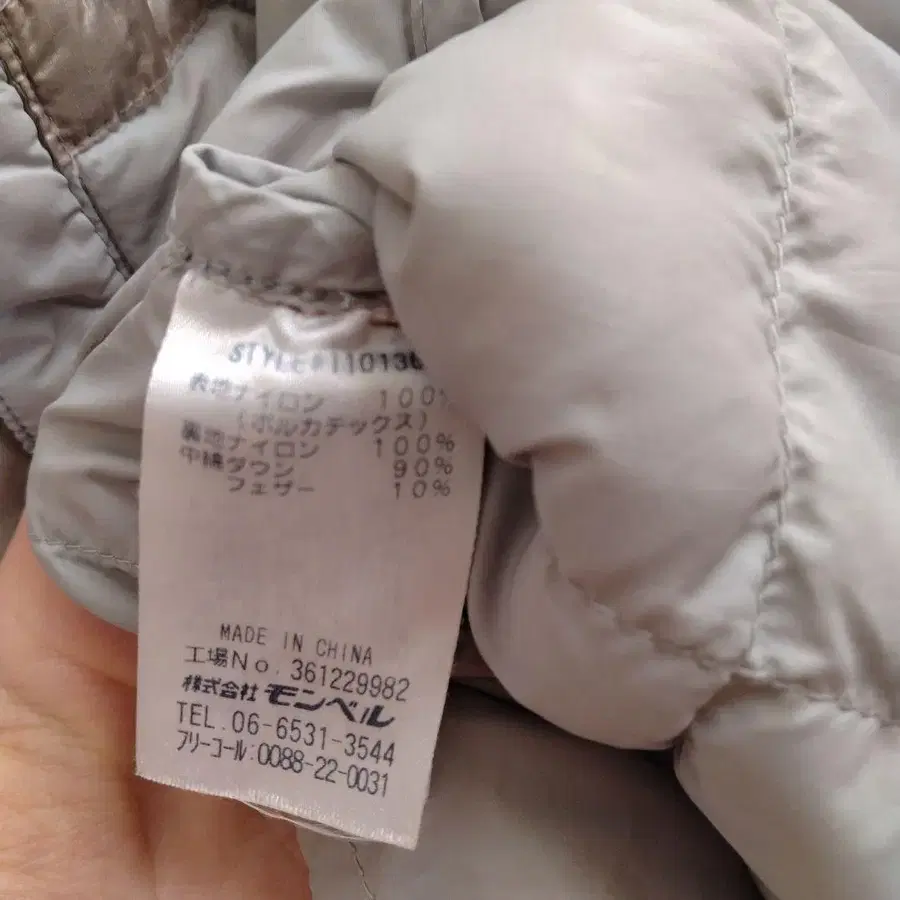 STYLE#110136
表地ナイロン 100%
(ポルカテックス)
裏地ナイロン 100%
中綿ダウン 90%
フェザー 10%
MADE IN CHINA
工場No. 361229982
株式会社 モンベル
TEL. 06-6531-3544
フリーコール:0088-22-0031